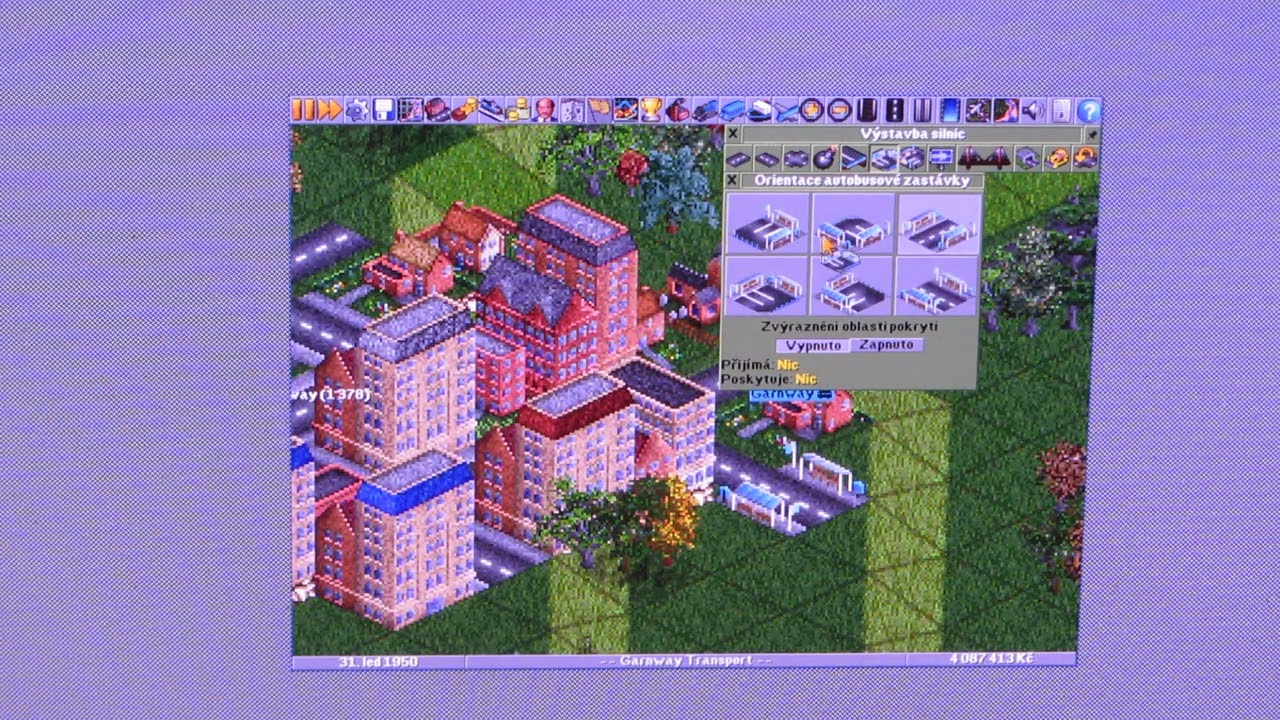 Výstavba silnic
Orientace autobusové zastávky
Zvýraznění oblasti pokrytí
Vypnuto Zapnuto
Přijímá: Nic
Poskytuje: Nic
way (1 378)
Garnway
31. led 1950
- - Garnway Transport - -
4 087 413 Kč